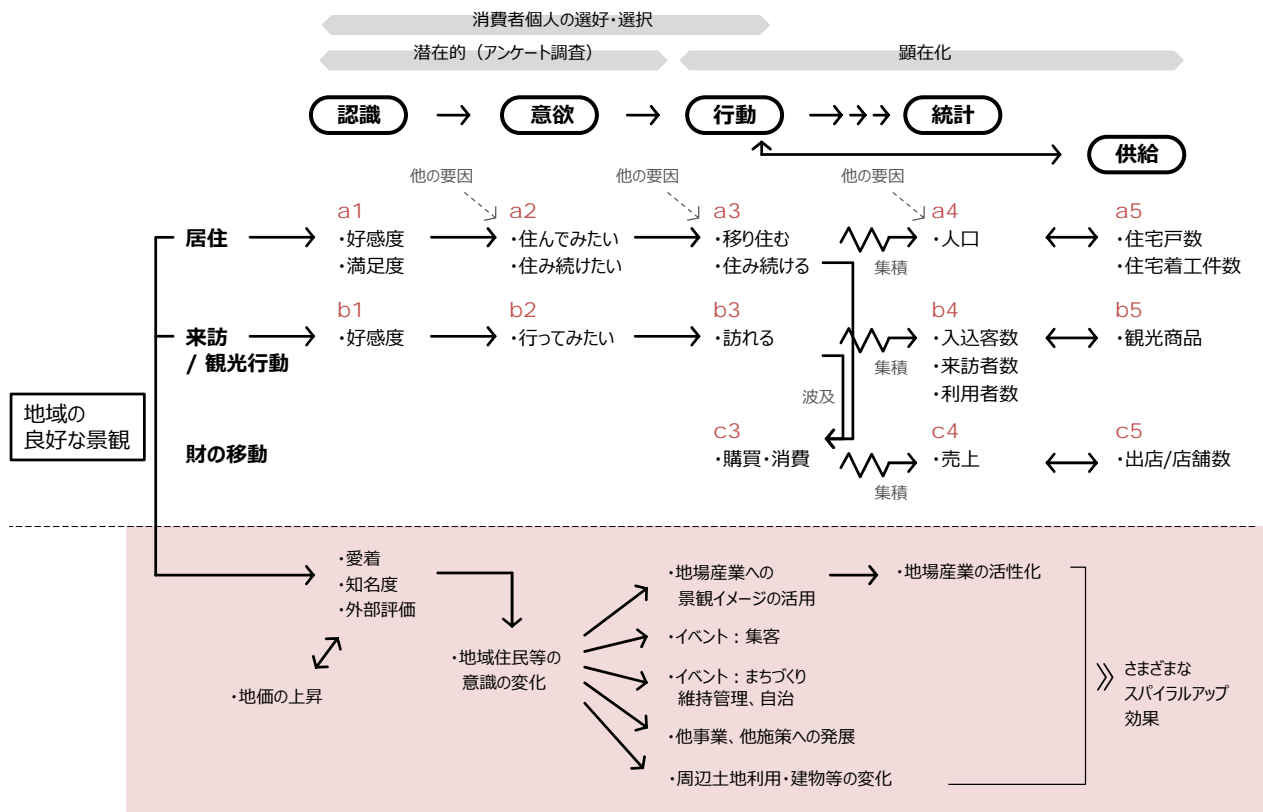 消費者個人の選好・選択
潜在的（アンケート調査）
顕在化
認識
意欲
行動
統計
供給
他の要因
他の要因
他の要因
居住
a1
・好感度
・満足度
a2
・住んでみたい
・住み続けたい
a3
・移り住む
・住み続ける
集積
a4
・人口
a5
・住宅戸数
・住宅着工件数
来訪
/ 観光行動
b1
・好感度
b2
・行ってみたい
b3
・訪れる
集積
b4
・入込客数
・来訪者数
・利用者数
b5
・観光商品
波及
地域の
良好な景観
財の移動
c3
・購買・消費
集積
c4
・売上
c5
・出店/店舗数
・愛着
・知名度
・外部評価
・地価の上昇
・地域住民等の
意識の変化
・地場産業への
景観イメージの活用
・地場産業の活性化
・イベント：集客
・イベント：まちづくり
維持管理、自治
・他事業、他施策への発展
・周辺土地利用・建物等の変化
さまざまな
スパイラルアップ
効果